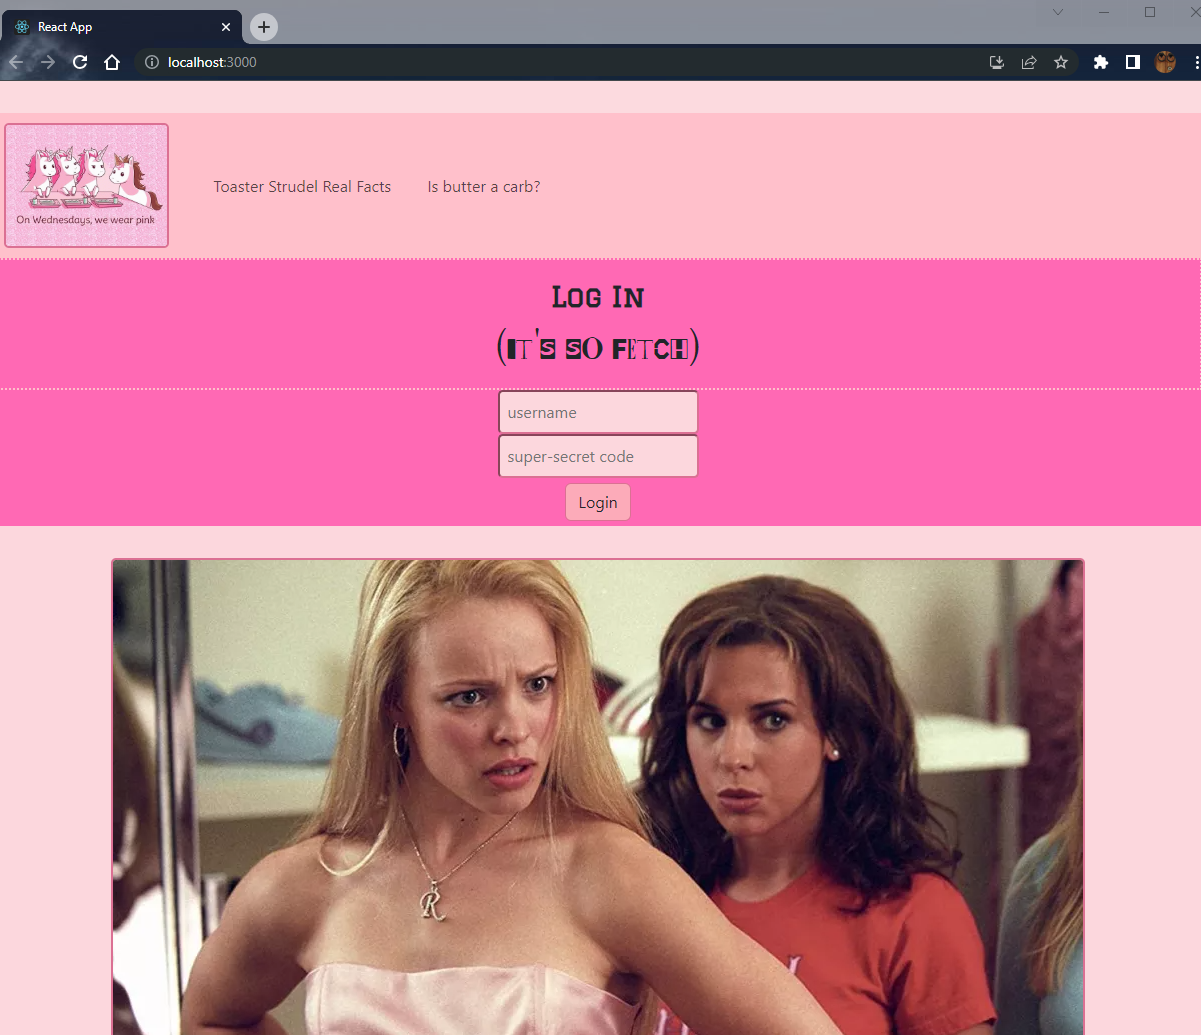 React App
localhost:3000
On Wednesdays, we wear pink
Toaster Strudel Real Facts
Is butter a carb?
Log In
(It's so fetch)
username
super-secret code
Login
R